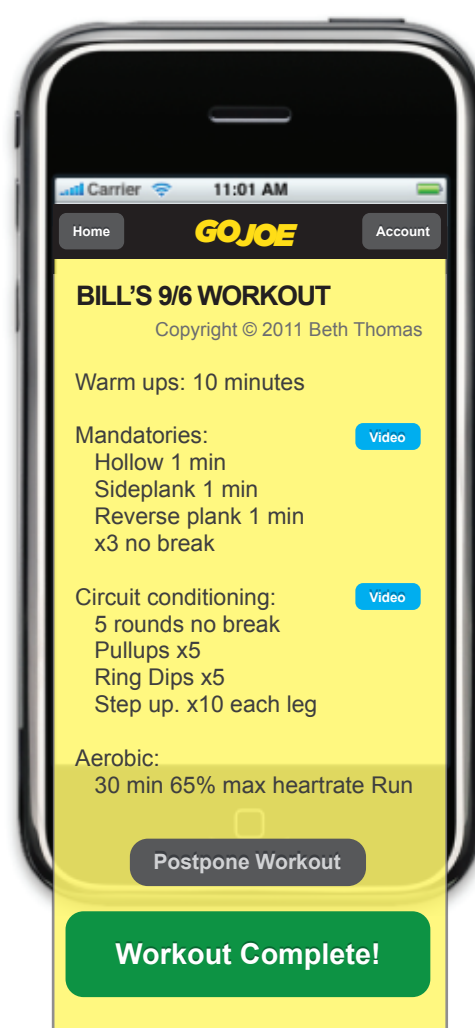 Carrier 11:01 AM
Home GOJOE Account
BILL'S 9/6 WORKOUT
Copyright © 2011 Beth Thomas
Warm ups: 10 minutes
Mandatories: Video
Hollow 1 min
Sideplank 1 min
Reverse plank 1 min
x3 no break
Circuit conditioning: Video
5 rounds no break
Pullups x5
Ring Dips x5
Step up. x10 each leg
Aerobic:
30 min 65% max heartrate Run
Postpone Workout
Workout Complete!